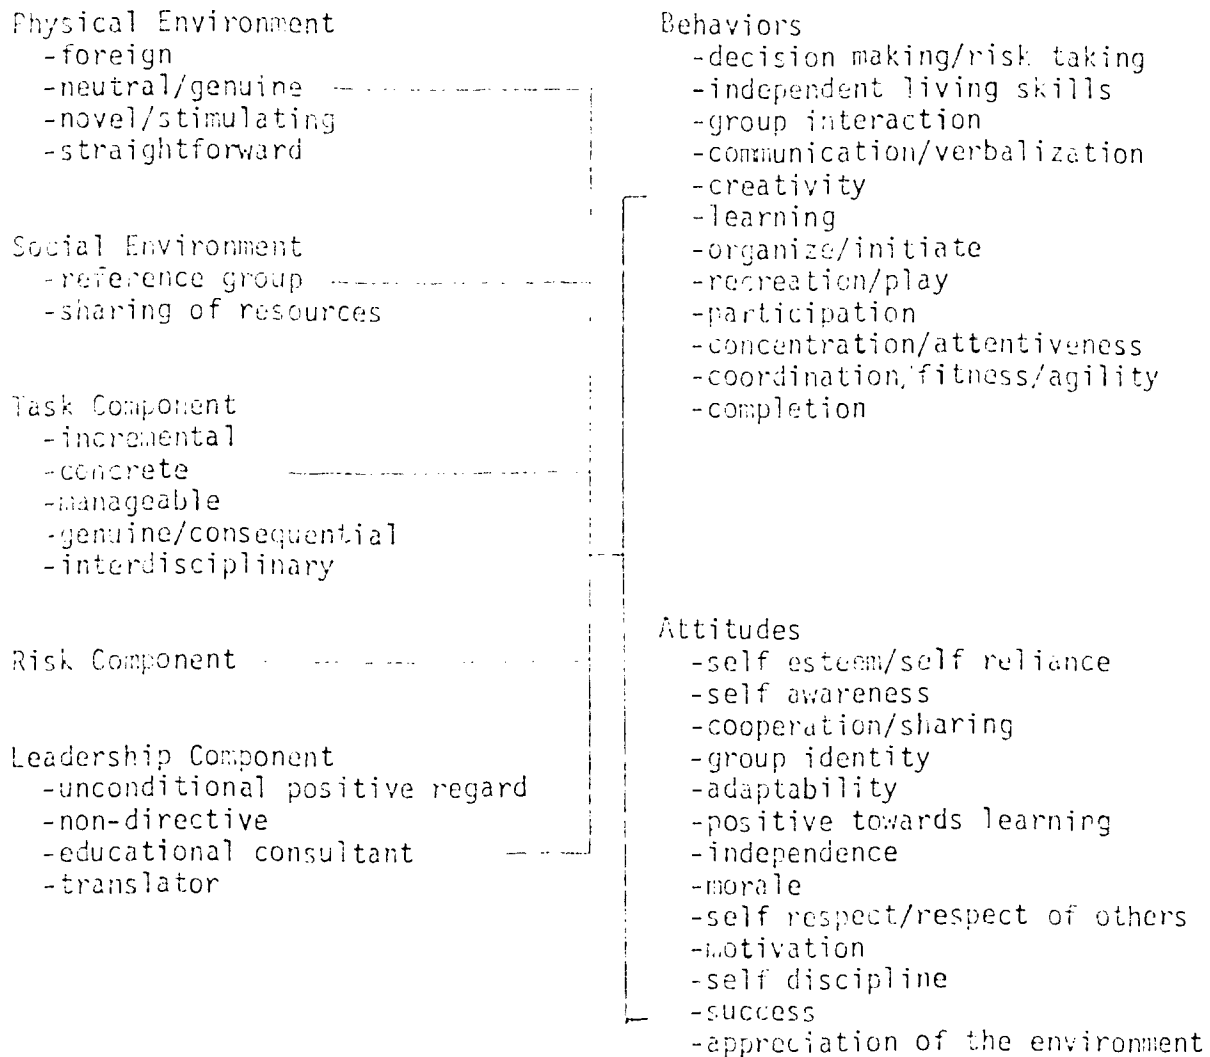 Physical Environment
-foreign
-neutral/genuine
-novel/stimulating
-straightforward
Social Environment
-reference group
-sharing of resources
Task Component
-incremental
-concrete
-manageable
-genuine/consequential
-interdisciplinary
Risk Component
Leadership Component
-unconditional positive regard
-non-directive
-educational consultant
-translator
Behaviors
-decision making/risk taking
-independent living skills
-group interaction
-communication/verbalization
-creativity
-learning
-organize/initiate
-recreation/play
-participation
-concentration/attentiveness
-coordination/fitness/agility
-completion
Attitudes
-self esteem/self reliance
-self awareness
-cooperation/sharing
-group identity
-adaptability
-positive towards learning
-independence
-morale
-self respect/respect of others
-motivation
-self discipline
-success
-appreciation of the environment